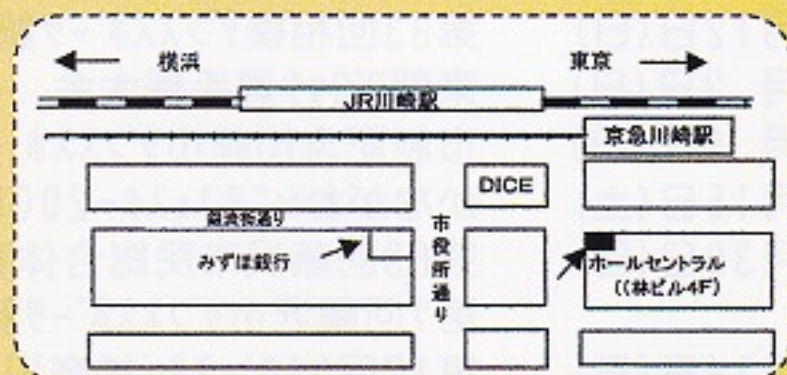 横浜
東京
JR川崎駅
京急川崎駅
DICE
銀流街通り
市役所通り
みずほ銀行
ホールセントラル
((林ビル4F)